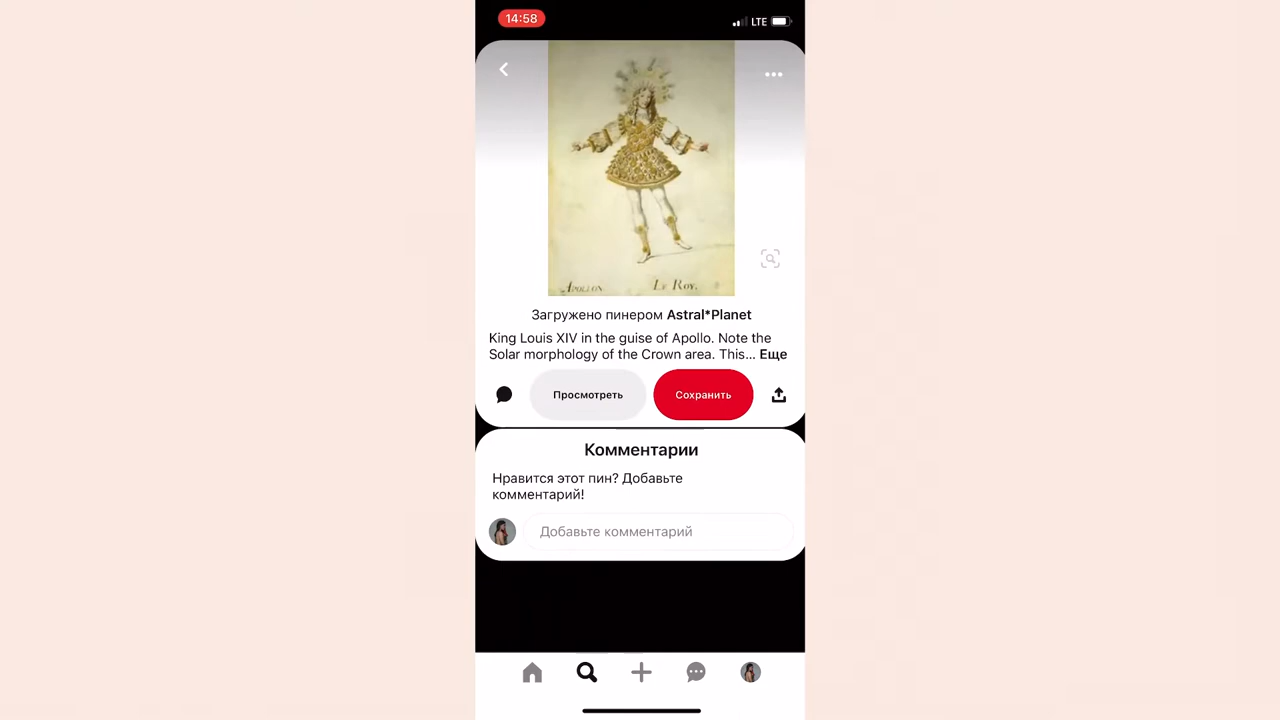 14:58
LTE
Apollon. Le Roy.
Загружено пинером Astral*Planet
King Louis XIV in the guise of Apollo. Note the
Solar morphology of the Crown area. This... Еще
Просмотреть
Сохранить
Комментарии
Нравится этот пин? Добавьте
комментарий!
Добавьте комментарий